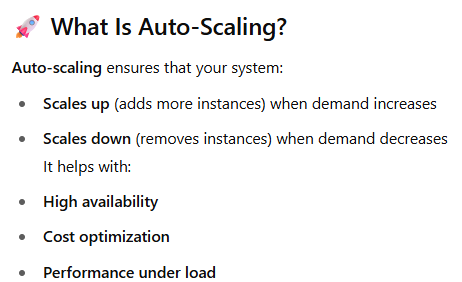 🚀 What Is Auto-Scaling?
Auto-scaling ensures that your system:
• Scales up (adds more instances) when demand increases
• Scales down (removes instances) when demand decreases
It helps with:
• High availability
• Cost optimization
• Performance under load